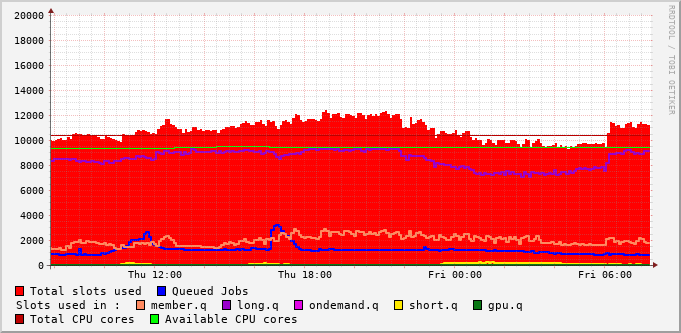 20000
18000
16000
14000
12000
10000
8000
6000
4000
2000
0
Thu 12:00 Thu 18:00 Fri 00:00 Fri 06:00
RRDTOOL / TOBI OETIKER
Total slots used Queued Jobs
Slots used in : member.q long.q ondemand.q short.q gpu.q
Total CPU cores Available CPU cores